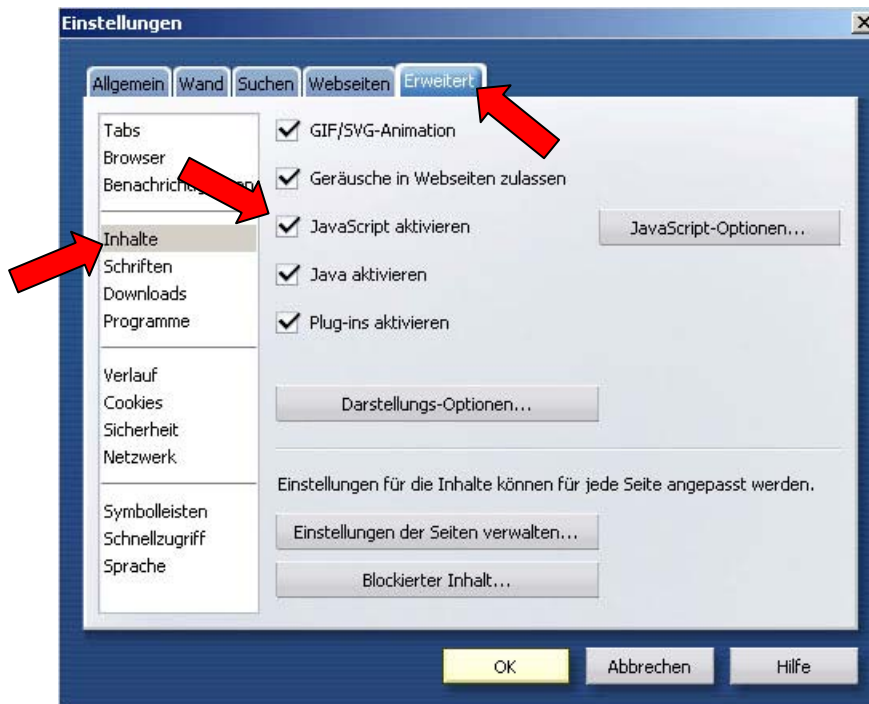 Einstellungen
Allgemein Wand Suchen Webseiten Erweitert
Tabs
Browser
Inhalte
Schriften
Downloads
Programme
Verlauf
Cookies
Sicherheit
Netzwerk
Symbolleisten
Schnellzugriff
Sprache
GIF/SVG-Animation
Geräusche in Webseiten zulassen
JavaScript aktivieren
JavaScript-Optionen...
Java aktivieren
Plug-ins aktivieren
Darstellungs-Optionen...
Einstellungen für die Inhalte können für jede Seite angepasst werden.
Einstellungen der Seiten verwalten...
Blockierter Inhalt...
OK Abbrechen Hilfe